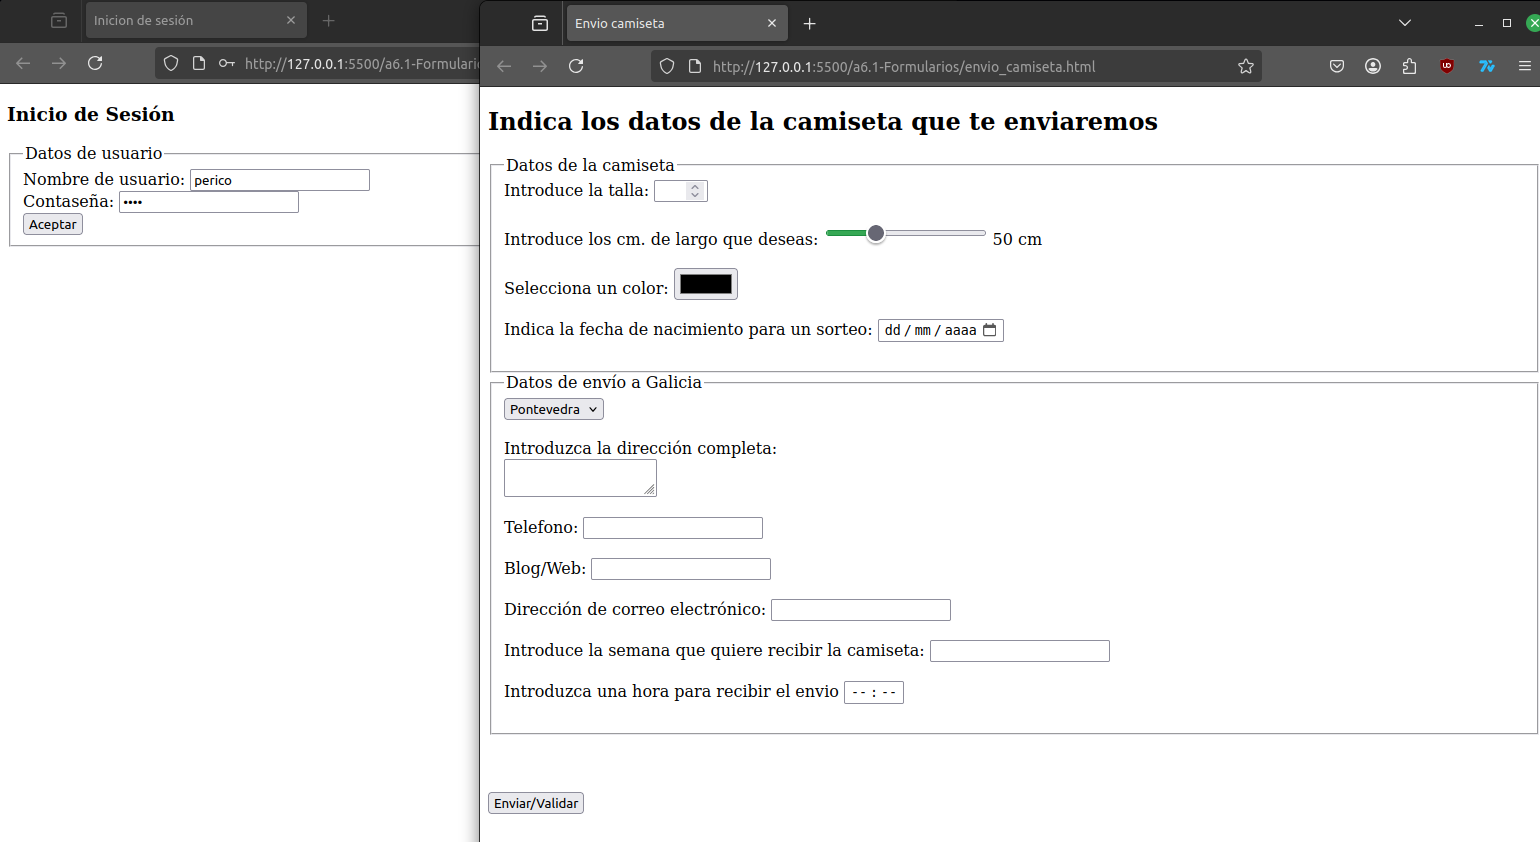 Inicion de sesión
http://127.0.0.1:5500/a6.1-Formulari
Inicio de Sesión
Datos de usuario
Nombre de usuario: perico
Contaseña: ••••
Aceptar
Envio camiseta
http://127.0.0.1:5500/a6.1-Formularios/envio_camiseta.html
Indica los datos de la camiseta que te enviaremos
Datos de la camiseta
Introduce la talla:
Introduce los cm. de largo que deseas: 50 cm
Selecciona un color:
Indica la fecha de nacimiento para un sorteo: dd/mm/aaaa
Datos de envío a Galicia
Pontevedra
Introduzca la dirección completa:
Telefono:
Blog/Web:
Dirección de correo electrónico:
Introduce la semana que quiere recibir la camiseta:
Introduzca una hora para recibir el envio --:--
Enviar/Validar